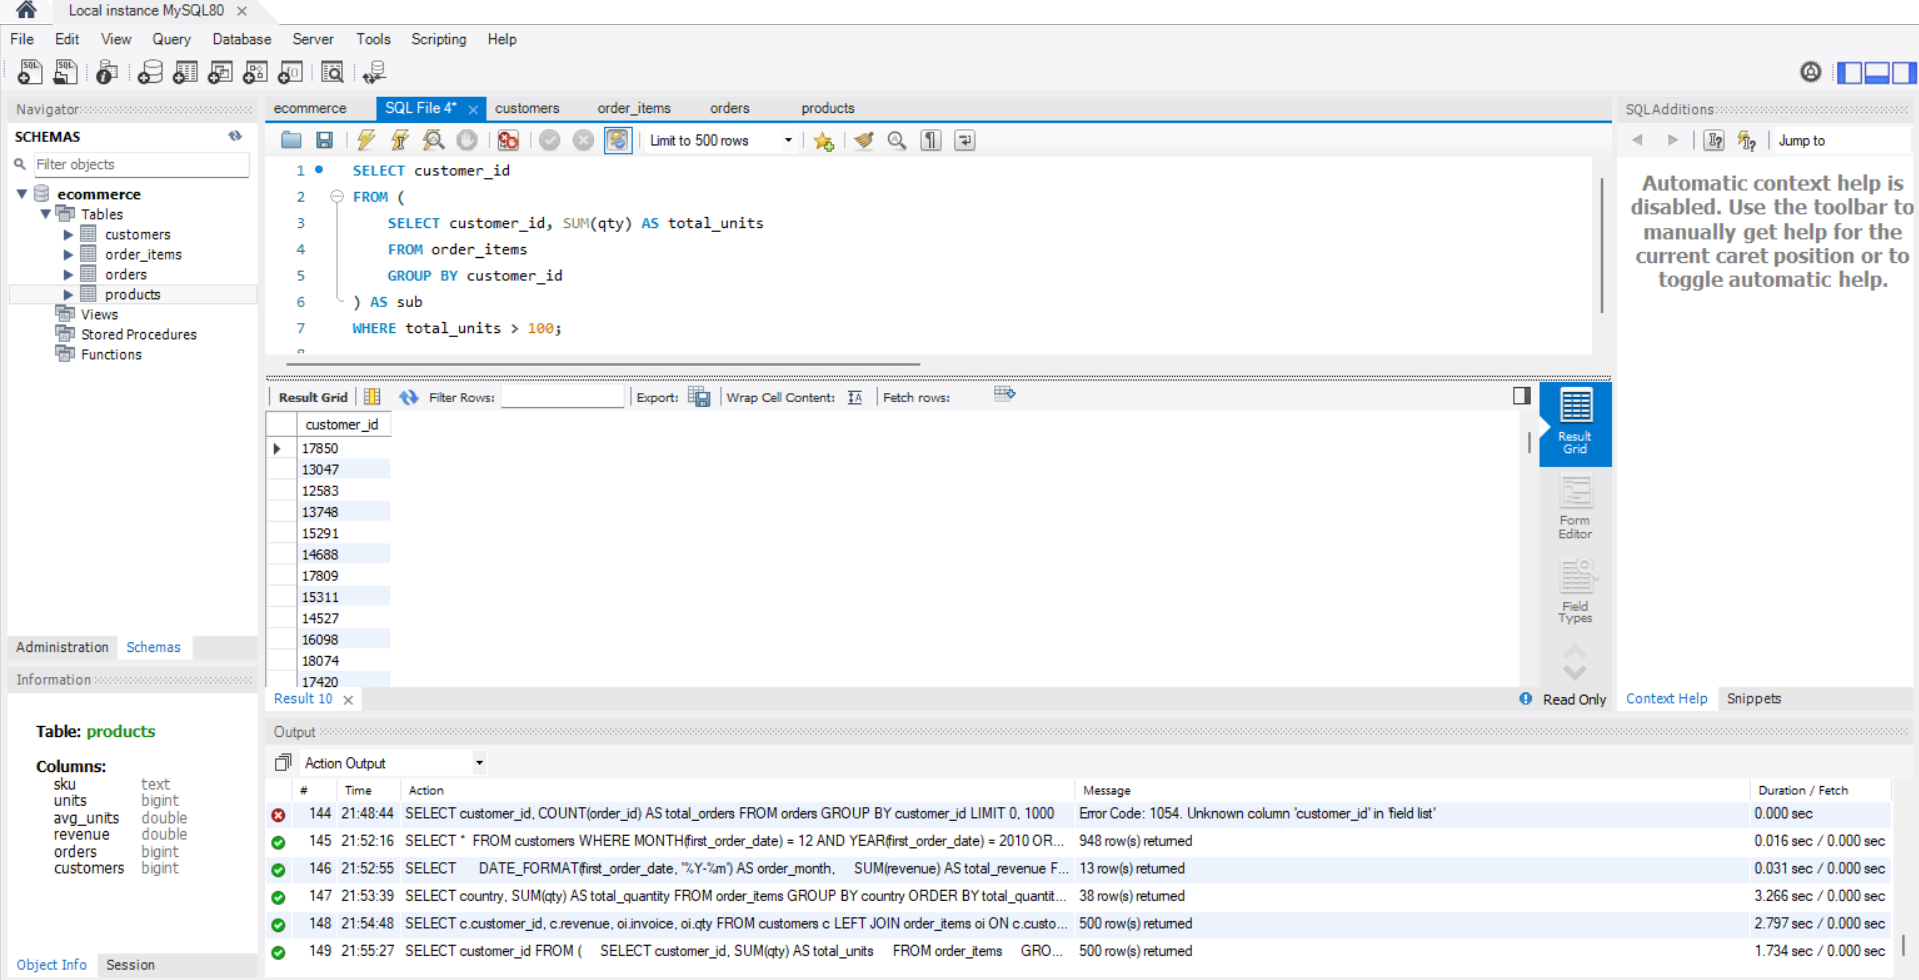 Local instance MySQL80
File Edit View Query Database Server Tools Scripting Help
Navigator
SCHEMAS
Filter objects
ecommerce
Tables
customers
order_items
orders
products
Views
Stored Procedures
Functions
Administration Schemas
Information
Table: products
Columns:
sku text
units bigint
avg_units double
revenue double
orders bigint
customers bigint
Object Info Session
ecommerce SQL File 4* customers order_items orders products
Limit to 500 rows
1 SELECT customer_id
2 FROM (
3 SELECT customer_id, SUM(qty) AS total_units
4 FROM order_items
5 GROUP BY customer_id
6 ) AS sub
7 WHERE total_units > 100;
Result Grid Filter Rows: Export: Wrap Cell Content: Fetch rows:
customer_id
17850
13047
12583
13748
15291
14688
17809
15311
14527
16098
18074
17420
Result Grid
Form Editor
Field Types
Result 10 Read Only
SQLAdditions
Jump to
Automatic context help is
disabled. Use the toolbar to
manually get help for the
current caret position or to
toggle automatic help.
Context Help Snippets
Output
Action Output
# Time Action Message Duration / Fetch
144 21:48:44 SELECT customer_id, COUNT(order_id) AS total_orders FROM orders GROUP BY customer_id LIMIT 0, 1000 Error Code: 1054. Unknown column 'customer_id' in 'field list' 0.000 sec
145 21:52:16 SELECT * FROM customers WHERE MONTH(first_order_date) = 12 AND YEAR(first_order_date) = 2010 OR... 948 row(s) returned 0.016 sec / 0.000 sec
146 21:52:55 SELECT DATE_FORMAT(first_order_date, "%Y-%m") AS order_month, SUM(revenue) AS total_revenue F... 13 row(s) returned 0.031 sec / 0.000 sec
147 21:53:39 SELECT country, SUM(qty) AS total_quantity FROM order_items GROUP BY country ORDER BY total_quantit... 38 row(s) returned 3.266 sec / 0.000 sec
148 21:54:48 SELECT c.customer_id, c.revenue, oi.invoice, oi.qty FROM customers c LEFT JOIN order_items oi ON c.custo... 500 row(s) returned 2.797 sec / 0.000 sec
149 21:55:27 SELECT customer_id FROM ( SELECT customer_id, SUM(qty) AS total_units FROM order_items GRO... 500 row(s) returned 1.734 sec / 0.000 sec